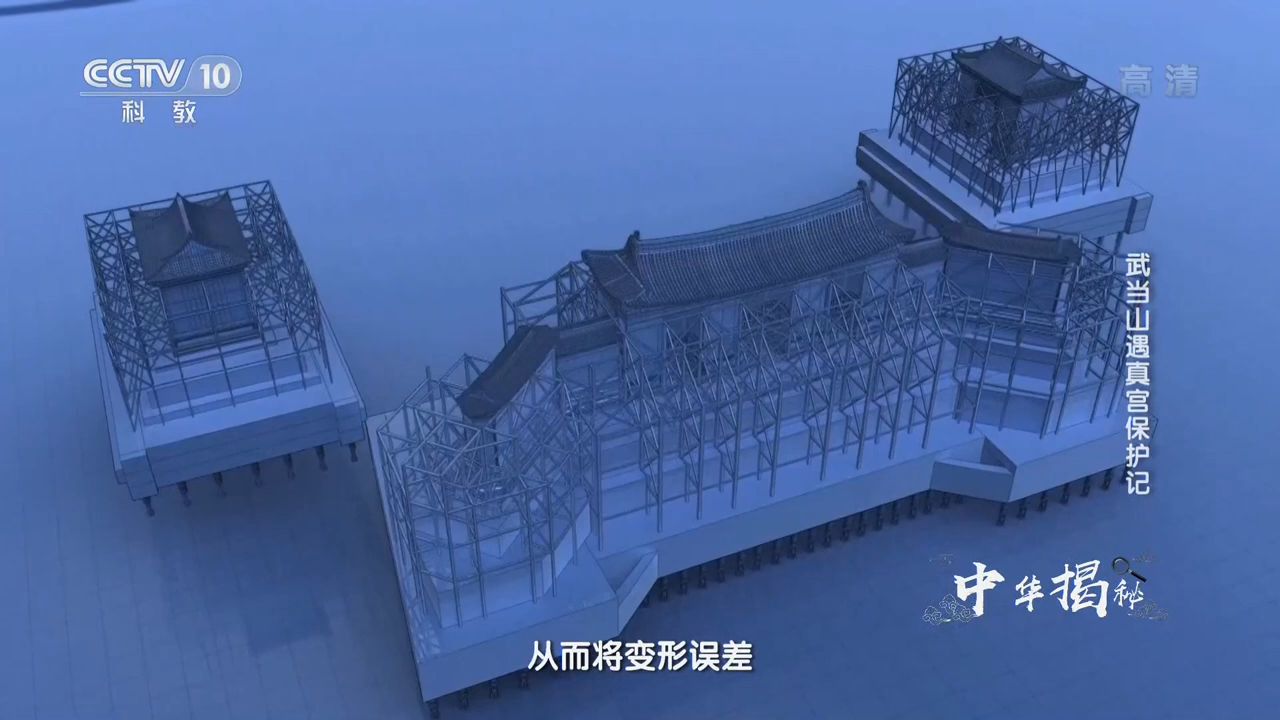 CCTV 10
科教
高清
武当山遇真宫保护记
中华揭秘
从而将变形误差